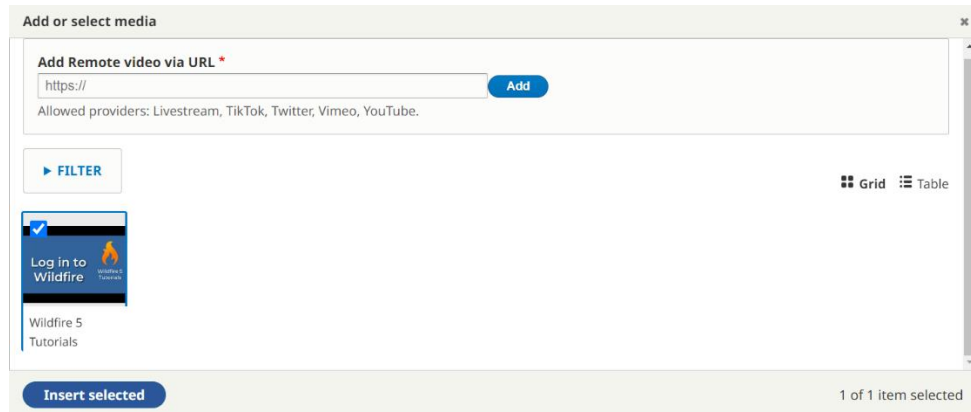 Add or select media
Add Remote video via URL *
https://
Add
Allowed providers: Livestream, TikTok, Twitter, Vimeo, YouTube.
FILTER
Grid Table
Log in to
Wildfire
Wildfire 5
Tutorials
Wildfire 5
Tutorials
Insert selected
1 of 1 item selected